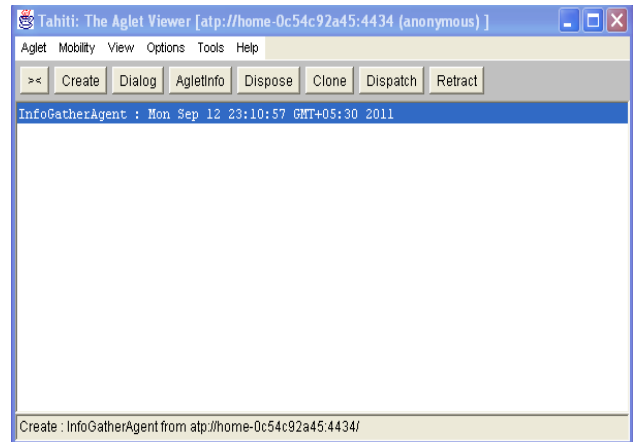 Tahiti: The Aglet Viewer [atp://home-0c54c92a45:4434 (anonymous) ]
Aglet Mobility View Options Tools Help
>< Create Dialog AgletInfo Dispose Clone Dispatch Retract
InfoGatherAgent : Mon Sep 12 23:10:57 GMT+05:30 2011
Create : InfoGatherAgent from atp://home-0c54c92a45:4434/